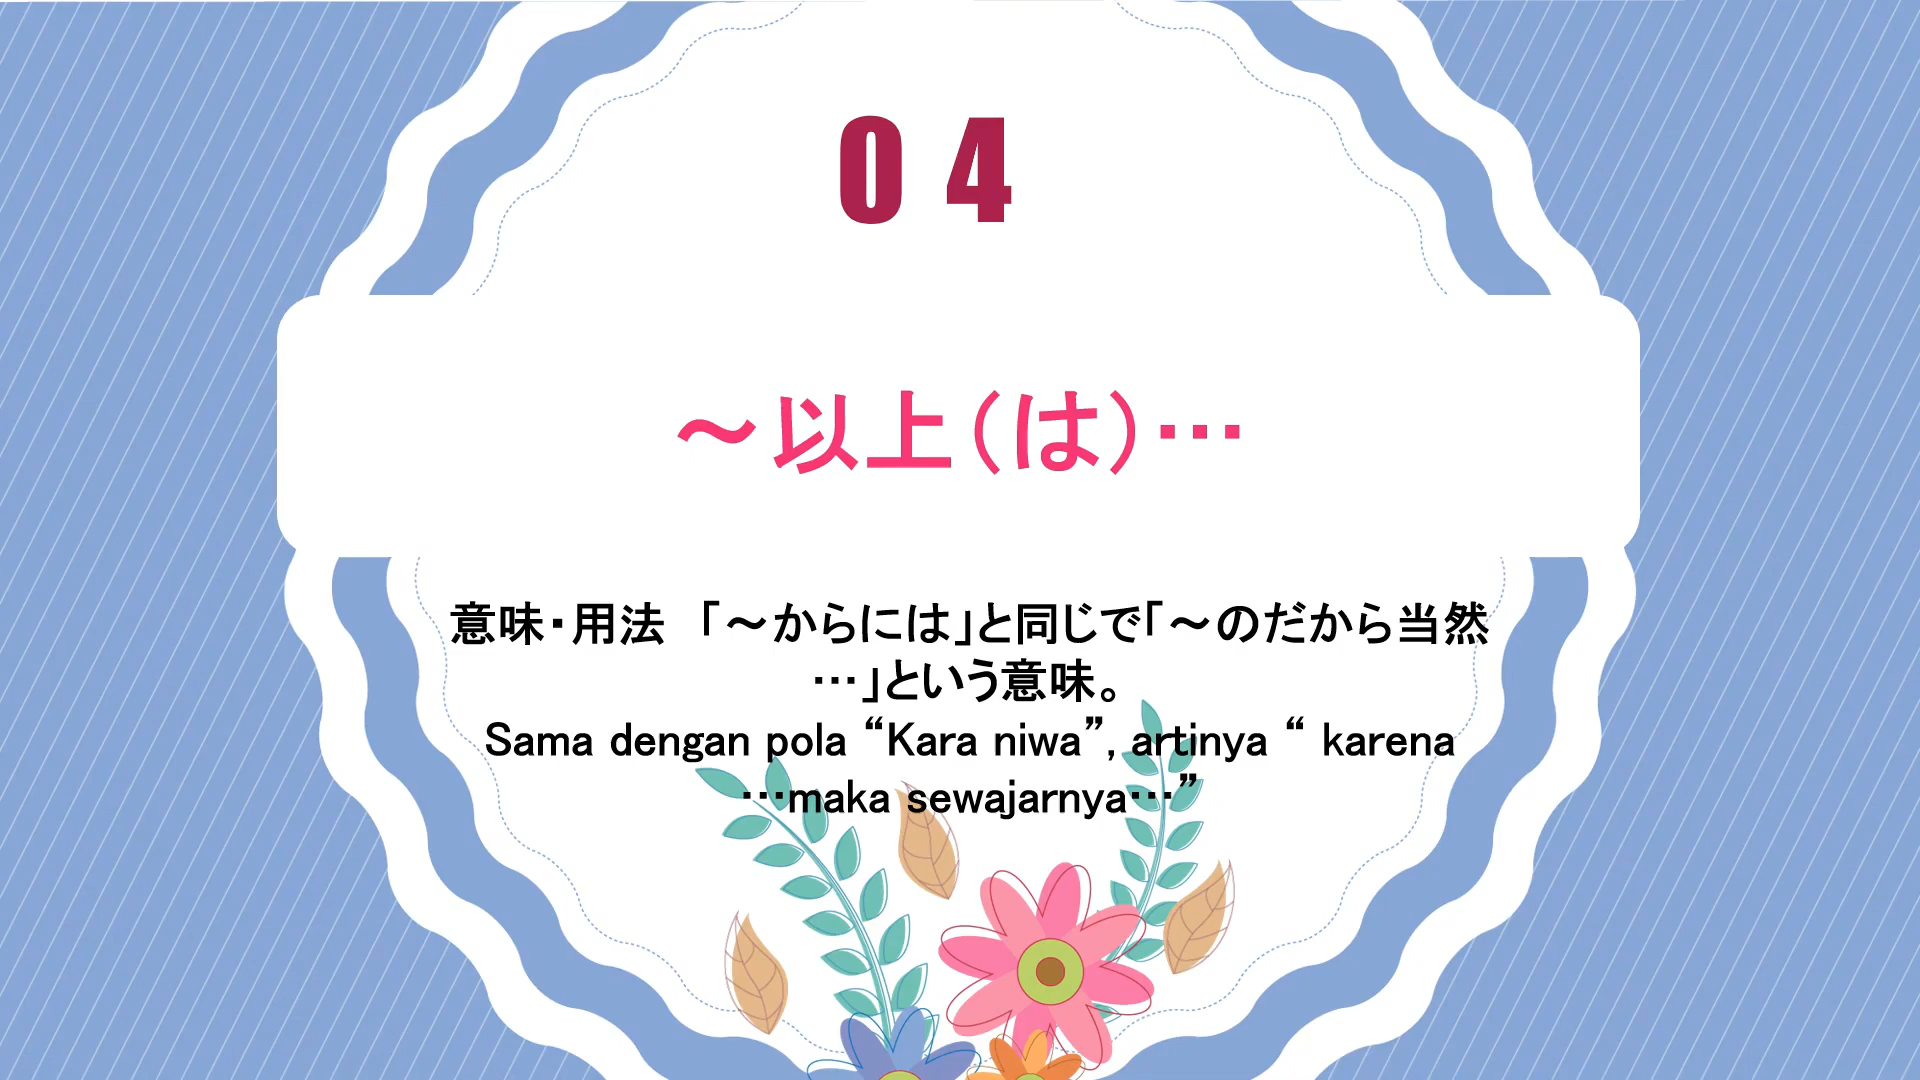 04
～以上（は）…
意味・用法　「～からには」と同じで「～のだから当然
…」という意味。
Sama dengan pola “Kara niwa”, artinya “ karena
…maka sewajarnya…”